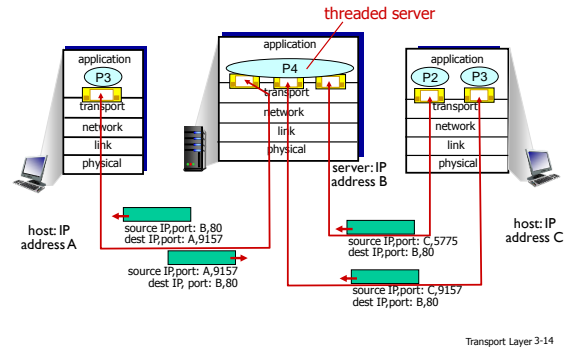 threaded server
application
P3
transport
network
link
physical
host: IP
address A
application
P4
transport
network
link
physical
server: IP
address B
application
P2 P3
transport
network
link
physical
host: IP
address C
source IP,port: B,80
dest IP,port: A,9157
source IP,port: A,9157
dest IP, port: B,80
source IP,port: C,5775
dest IP,port: B,80
source IP,port: C,9157
dest IP,port: B,80
Transport Layer 3-14